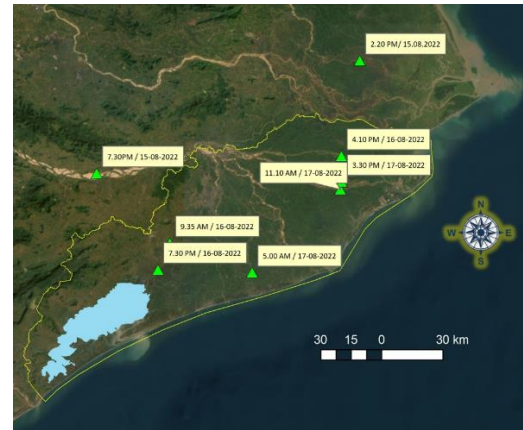 2.20 PM/ 15.08.2022
4.10 PM / 16-08-2022
7.30PM / 15-08-2022
3.30 PM / 17-08-2022
11.10 AM / 17-08-2022
9.35 AM / 16-08-2022
N
W E
S
7.30 PM / 16-08-2022
5.00 AM / 17-08-2022
30 15 0 30 km